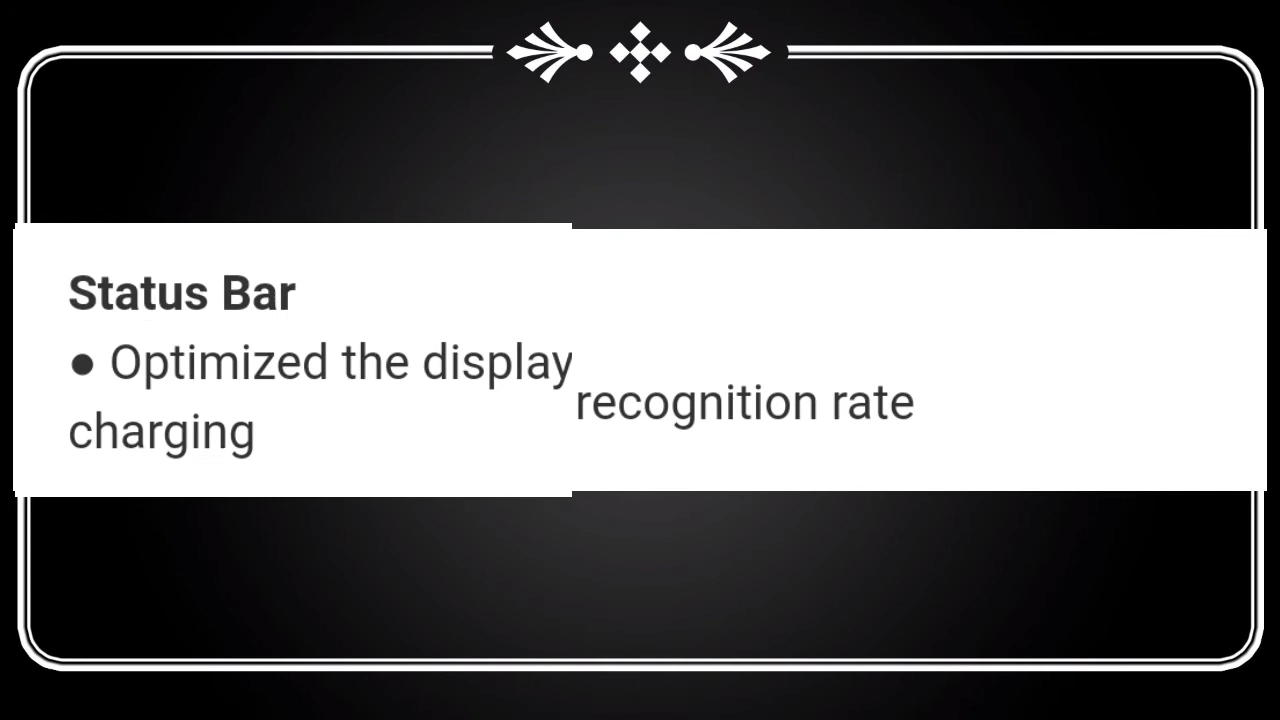 Status Bar
● Optimized the display
recognition rate
charging